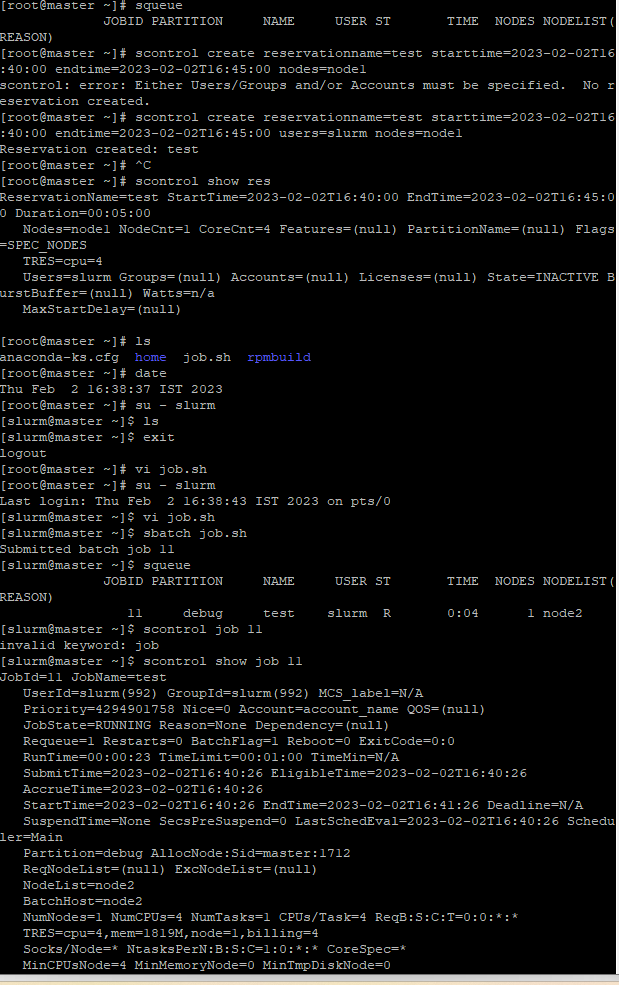 [root@master ~]# squeue
JOBID PARTITION NAME USER ST TIME NODES NODELIST(
REASON)
[root@master ~]# scontrol create reservationname=test starttime=2023-02-02T16
:40:00 endtime=2023-02-02T16:45:00 nodes=node1
scontrol: error: Either Users/Groups and/or Accounts must be specified. No r
eservation created.
[root@master ~]# scontrol create reservationname=test starttime=2023-02-02T16
:40:00 endtime=2023-02-02T16:45:00 users=slurm nodes=node1
Reservation created: test
[root@master ~]# ^C
[root@master ~]# scontrol show res
ReservationName=test StartTime=2023-02-02T16:40:00 EndTime=2023-02-02T16:45:0
0 Duration=00:05:00
Nodes=node1 NodeCnt=1 CoreCnt=4 Features=(null) PartitionName=(null) Flags
=SPEC_NODES
TRES=cpu=4
Users=slurm Groups=(null) Accounts=(null) Licenses=(null) State=INACTIVE B
urstBuffer=(null) Watts=n/a
MaxStartDelay=(null)
[root@master ~]# ls
anaconda-ks.cfg home job.sh rpmbuild
[root@master ~]# date
Thu Feb 2 16:38:37 IST 2023
[root@master ~]# su - slurm
[slurm@master ~]$ ls
[slurm@master ~]$ exit
logout
[root@master ~]# vi job.sh
[root@master ~]# su - slurm
Last login: Thu Feb 2 16:38:43 IST 2023 on pts/0
[slurm@master ~]$ vi job.sh
[slurm@master ~]$ sbatch job.sh
Submitted batch job 11
[slurm@master ~]$ squeue
JOBID PARTITION NAME USER ST TIME NODES NODELIST(
REASON)
11 debug test slurm R 0:04 1 node2
[slurm@master ~]$ scontrol job 11
invalid keyword: job
[slurm@master ~]$ scontrol show job 11
JobId=11 JobName=test
UserId=slurm(992) GroupId=slurm(992) MCS_label=N/A
Priority=4294901758 Nice=0 Account=account_name QOS=(null)
JobState=RUNNING Reason=None Dependency=(null)
Requeue=1 Restarts=0 BatchFlag=1 Reboot=0 ExitCode=0:0
RunTime=00:00:23 TimeLimit=00:01:00 TimeMin=N/A
SubmitTime=2023-02-02T16:40:26 EligibleTime=2023-02-02T16:40:26
AccrueTime=2023-02-02T16:40:26
StartTime=2023-02-02T16:40:26 EndTime=2023-02-02T16:41:26 Deadline=N/A
SuspendTime=None SecsPreSuspend=0 LastSchedEval=2023-02-02T16:40:26 Schedu
ler=Main
Partition=debug AllocNode:Sid=master:1712
ReqNodeList=(null) ExcNodeList=(null)
NodeList=node2
BatchHost=node2
NumNodes=1 NumCPUs=4 NumTasks=1 CPUs/Task=4 ReqB:S:C:T=0:0:*:*
TRES=cpu=4,mem=1819M,node=1,billing=4
Socks/Node=* NtasksPerN:B:S:C=1:0:*:* CoreSpec=*
MinCPUsNode=4 MinMemoryNode=0 MinTmpDiskNode=0